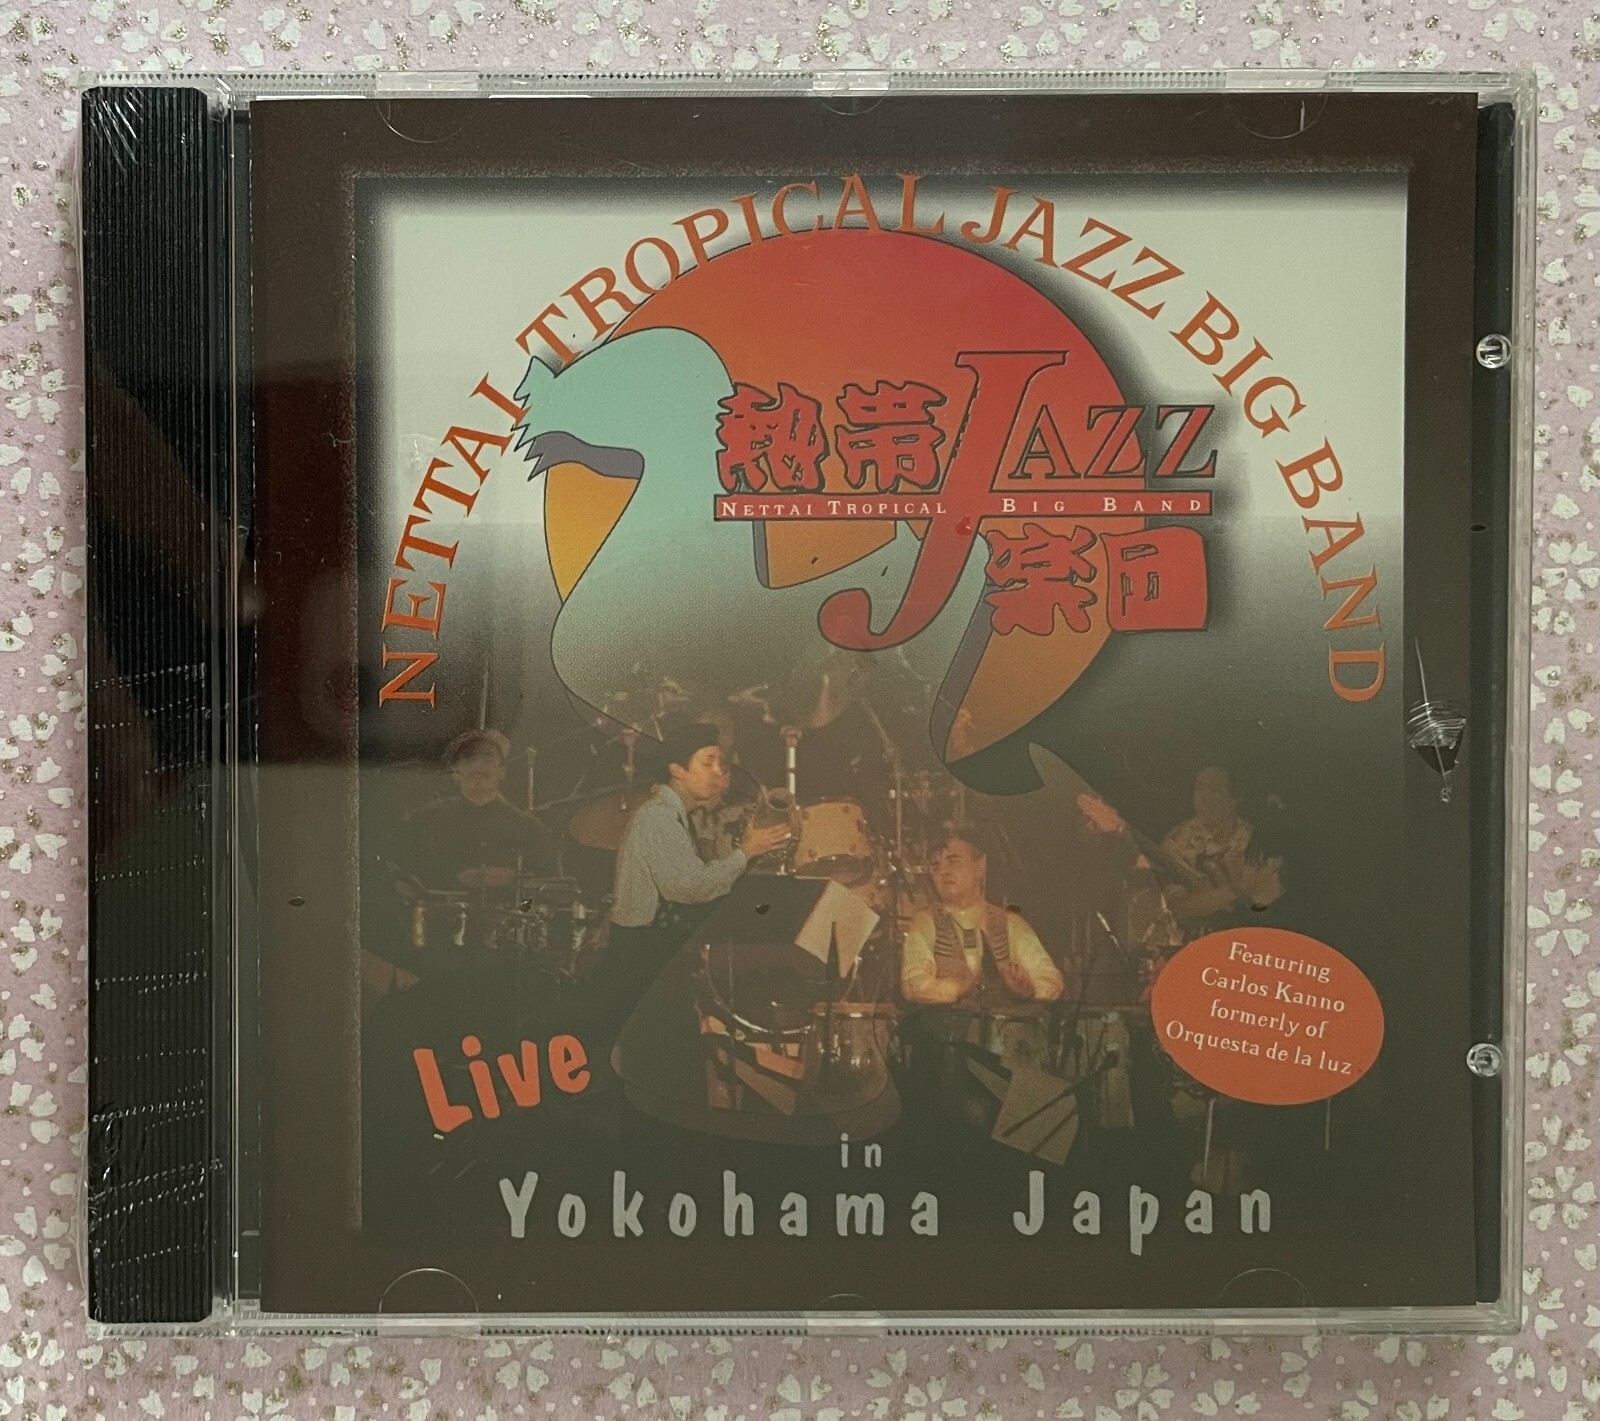 NETTAI TROPICAL JAZZ BIG BAND
熱帯JAZZ
NETTAI TROPICAL BIG BAND
楽団
Featuring
Carlos Kanno
formerly of
Orquesta de la luz
Live
in
Yokohama Japan